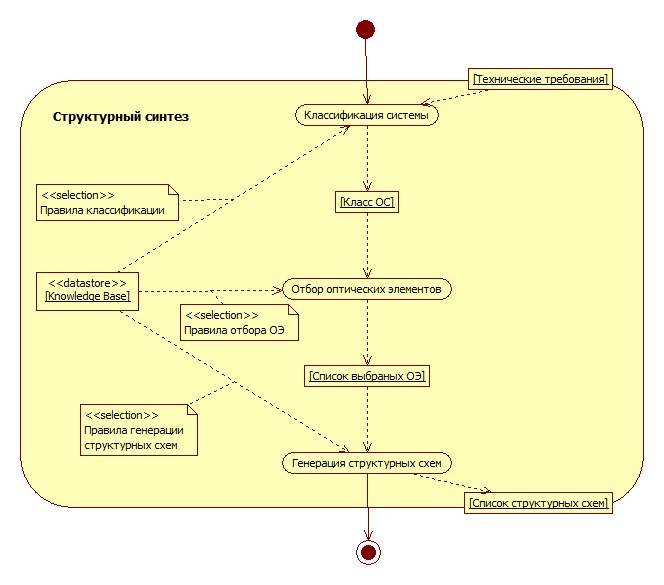 [Технические требования]
Структурный синтез
Классификация системы
<<selection>>
Правила классификации
[Класс ОС]
<<datastore>>
[Knowledge Base]
Отбор оптических элементов
<<selection>>
Правила отбора ОЭ
[Список выбраных ОЭ]
<<selection>>
Правила генерации
структурных схем
Генерация структурных схем
[Список структурных схем]